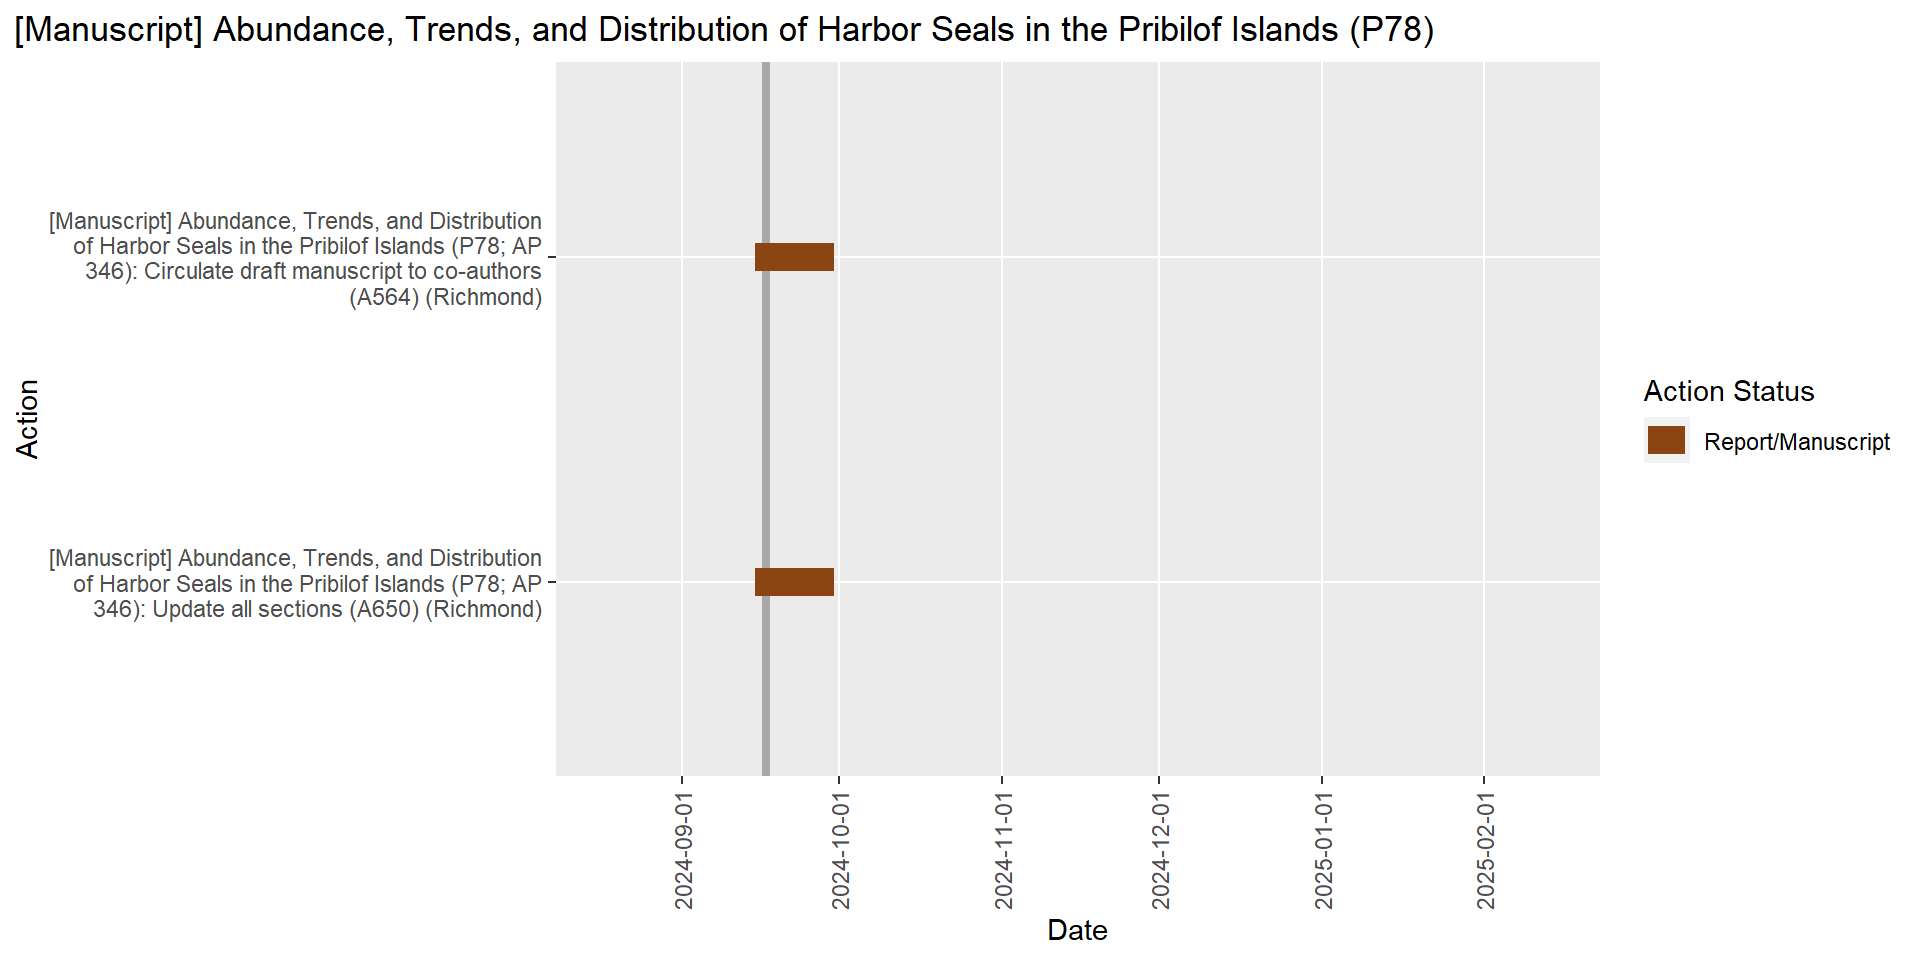 [Manuscript] Abundance, Trends, and Distribution of Harbor Seals in the Pribilof Islands (P78)
[Manuscript] Abundance, Trends, and Distribution
of Harbor Seals in the Pribilof Islands (P78; AP
346): Circulate draft manuscript to co-authors
(A564) (Richmond)
Action
[Manuscript] Abundance, Trends, and Distribution
of Harbor Seals in the Pribilof Islands (P78; AP
346): Update all sections (A650) (Richmond)
2024-09-01
2024-10-01
2024-11-01
2024-12-01
2025-01-01
2025-02-01
Date
Action Status
Report/Manuscript